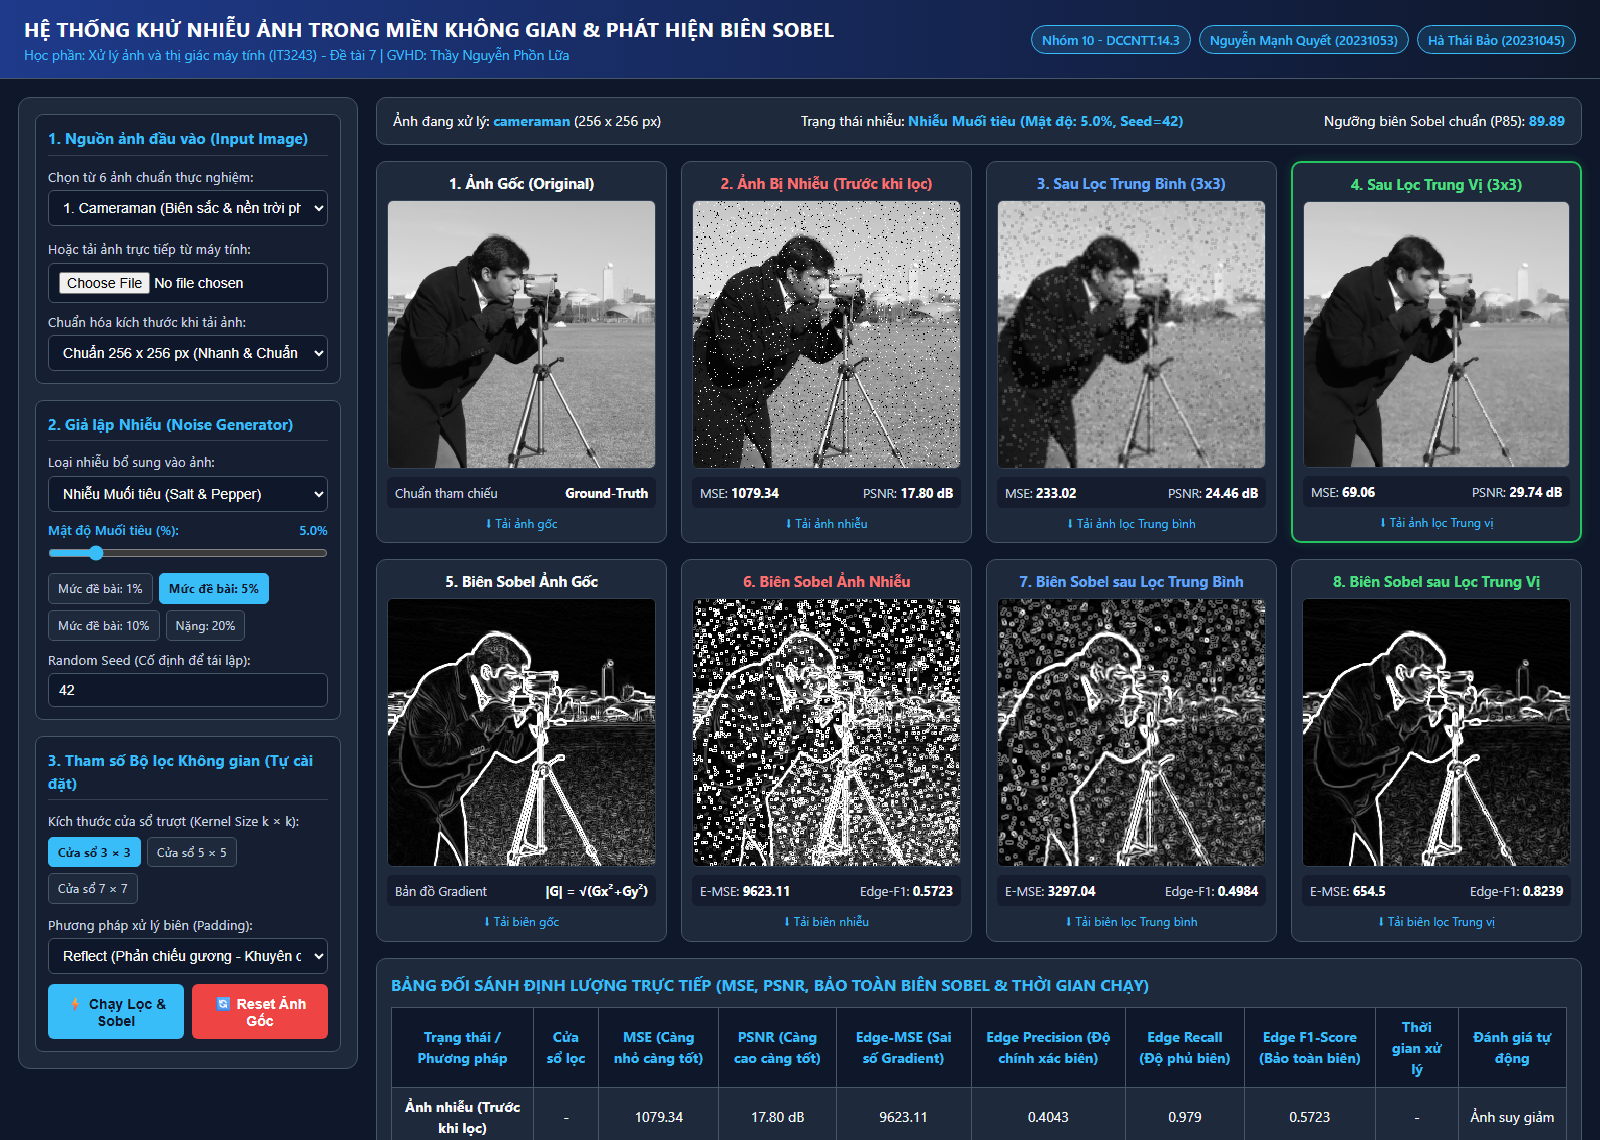 HỆ THỐNG KHỬ NHIỄU ẢNH TRONG MIỀN KHÔNG GIAN & PHÁT HIỆN BIÊN SOBEL
Học phần: Xử lý ảnh và thị giác máy tính (IT3243) - Đề tài 7 | GVHD: Thầy Nguyễn Phồn Lữa
Nhóm 10 - DCCNTT.14.3
Nguyễn Mạnh Quyết (20231053)
Hà Thái Bảo (20231045)
1. Nguồn ảnh đầu vào (Input Image)
Chọn từ 6 ảnh chuẩn thực nghiệm:
1. Cameraman (Biên sắc & nền trời ph
Hoặc tải ảnh trực tiếp từ máy tính:
Choose File No file chosen
Chuẩn hóa kích thước khi tải ảnh:
Chuẩn 256 x 256 px (Nhanh & Chuẩn
2. Giả lập Nhiễu (Noise Generator)
Loại nhiễu bổ sung vào ảnh:
Nhiễu Muối tiêu (Salt & Pepper)
Mật độ Muối tiêu (%): 5.0%
Mức đề bài: 1%
Mức đề bài: 5%
Mức đề bài: 10%
Nặng: 20%
Random Seed (Cố định để tái lập):
42
3. Tham số Bộ lọc Không gian (Tự cài
đặt)
Kích thước cửa sổ trượt (Kernel Size k × k):
Cửa sổ 3 × 3
Cửa sổ 5 × 5
Cửa sổ 7 × 7
Phương pháp xử lý biên (Padding):
Reflect (Phản chiếu gương - Khuyên c
⚡ Chạy Lọc &
Sobel
🔄 Reset Ảnh
Gốc
Ảnh đang xử lý: cameraman (256 x 256 px)
Trạng thái nhiễu: Nhiễu Muối tiêu (Mật độ: 5.0%, Seed=42)
Ngưỡng biên Sobel chuẩn (P85): 89.89
1. Ảnh Gốc (Original)
Chuẩn tham chiếu Ground-Truth
⬇ Tải ảnh gốc
2. Ảnh Bị Nhiễu (Trước khi lọc)
MSE: 1079.34 PSNR: 17.80 dB
⬇ Tải ảnh nhiễu
3. Sau Lọc Trung Bình (3x3)
MSE: 233.02 PSNR: 24.46 dB
⬇ Tải ảnh lọc Trung bình
4. Sau Lọc Trung Vị (3x3)
MSE: 69.06 PSNR: 29.74 dB
⬇ Tải ảnh lọc Trung vị
5. Biên Sobel Ảnh Gốc
Bản đồ Gradient |G| = √(Gx²+Gy²)
⬇ Tải biên gốc
6. Biên Sobel Ảnh Nhiễu
E-MSE: 9623.11 Edge-F1: 0.5723
⬇ Tải biên nhiễu
7. Biên Sobel sau Lọc Trung Bình
E-MSE: 3297.04 Edge-F1: 0.4984
⬇ Tải biên lọc Trung bình
8. Biên Sobel sau Lọc Trung Vị
E-MSE: 654.5 Edge-F1: 0.8239
⬇ Tải biên lọc Trung vị
BẢNG ĐỐI SÁNH ĐỊNH LƯỢNG TRỰC TIẾP (MSE, PSNR, BẢO TOÀN BIÊN SOBEL & THỜI GIAN CHẠY)
Trạng thái /
Phương pháp
Cửa
sổ lọc
MSE (Càng
nhỏ càng tốt)
PSNR (Càng
cao càng tốt)
Edge-MSE (Sai
số Gradient)
Edge Precision (Độ
chính xác biên)
Edge Recall
(Độ phủ biên)
Edge F1-Score
(Bảo toàn biên)
Thời
gian xử
lý
Đánh giá tự
động
Ảnh nhiễu (Trước
khi lọc)
-
1079.34
17.80 dB
9623.11
0.4043
0.979
0.5723
-
Ảnh suy giảm